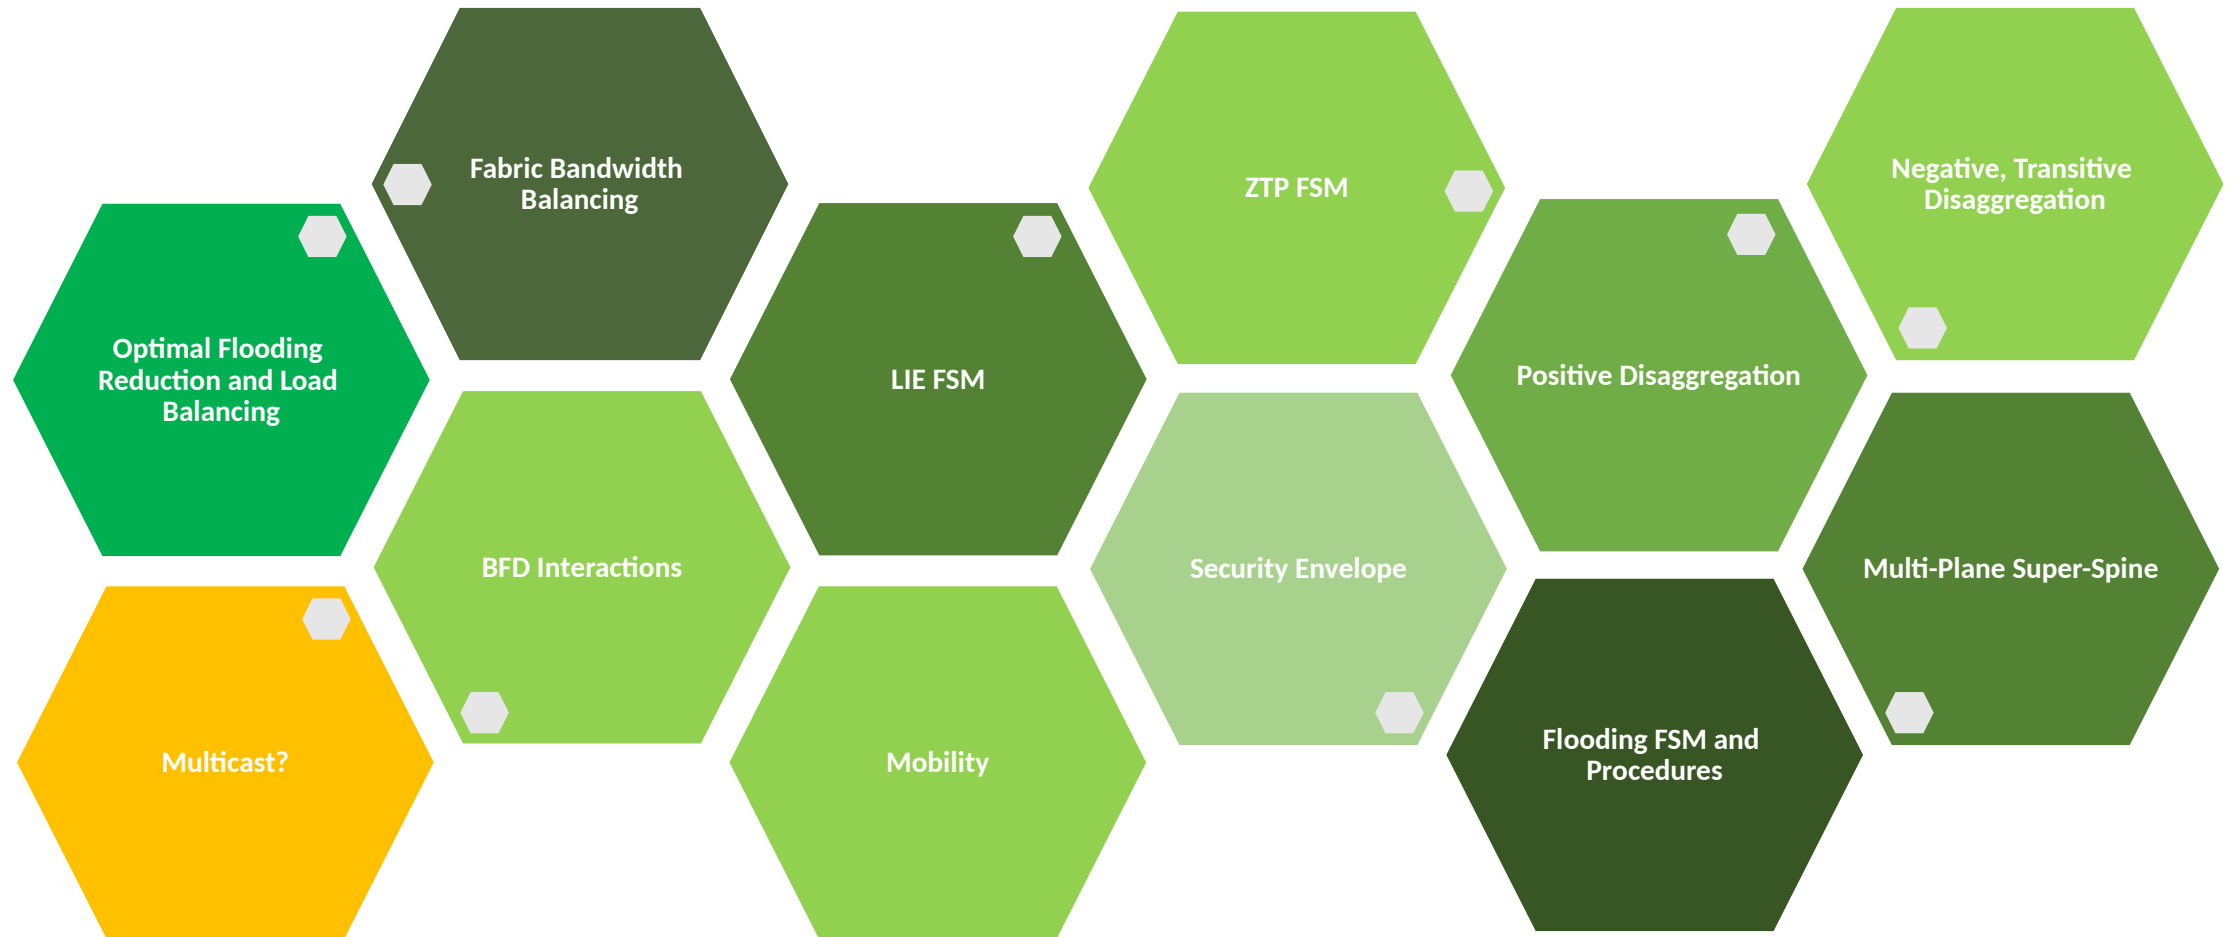 Fabric Bandwidth
Balancing
ZTP FSM
Negative, Transitive
Disaggregation
Optimal Flooding
Reduction and Load
Balancing
LIE FSM
Positive Disaggregation
BFD Interactions
Security Envelope
Multi-Plane Super-Spine
Multicast?
Mobility
Flooding FSM and
Procedures